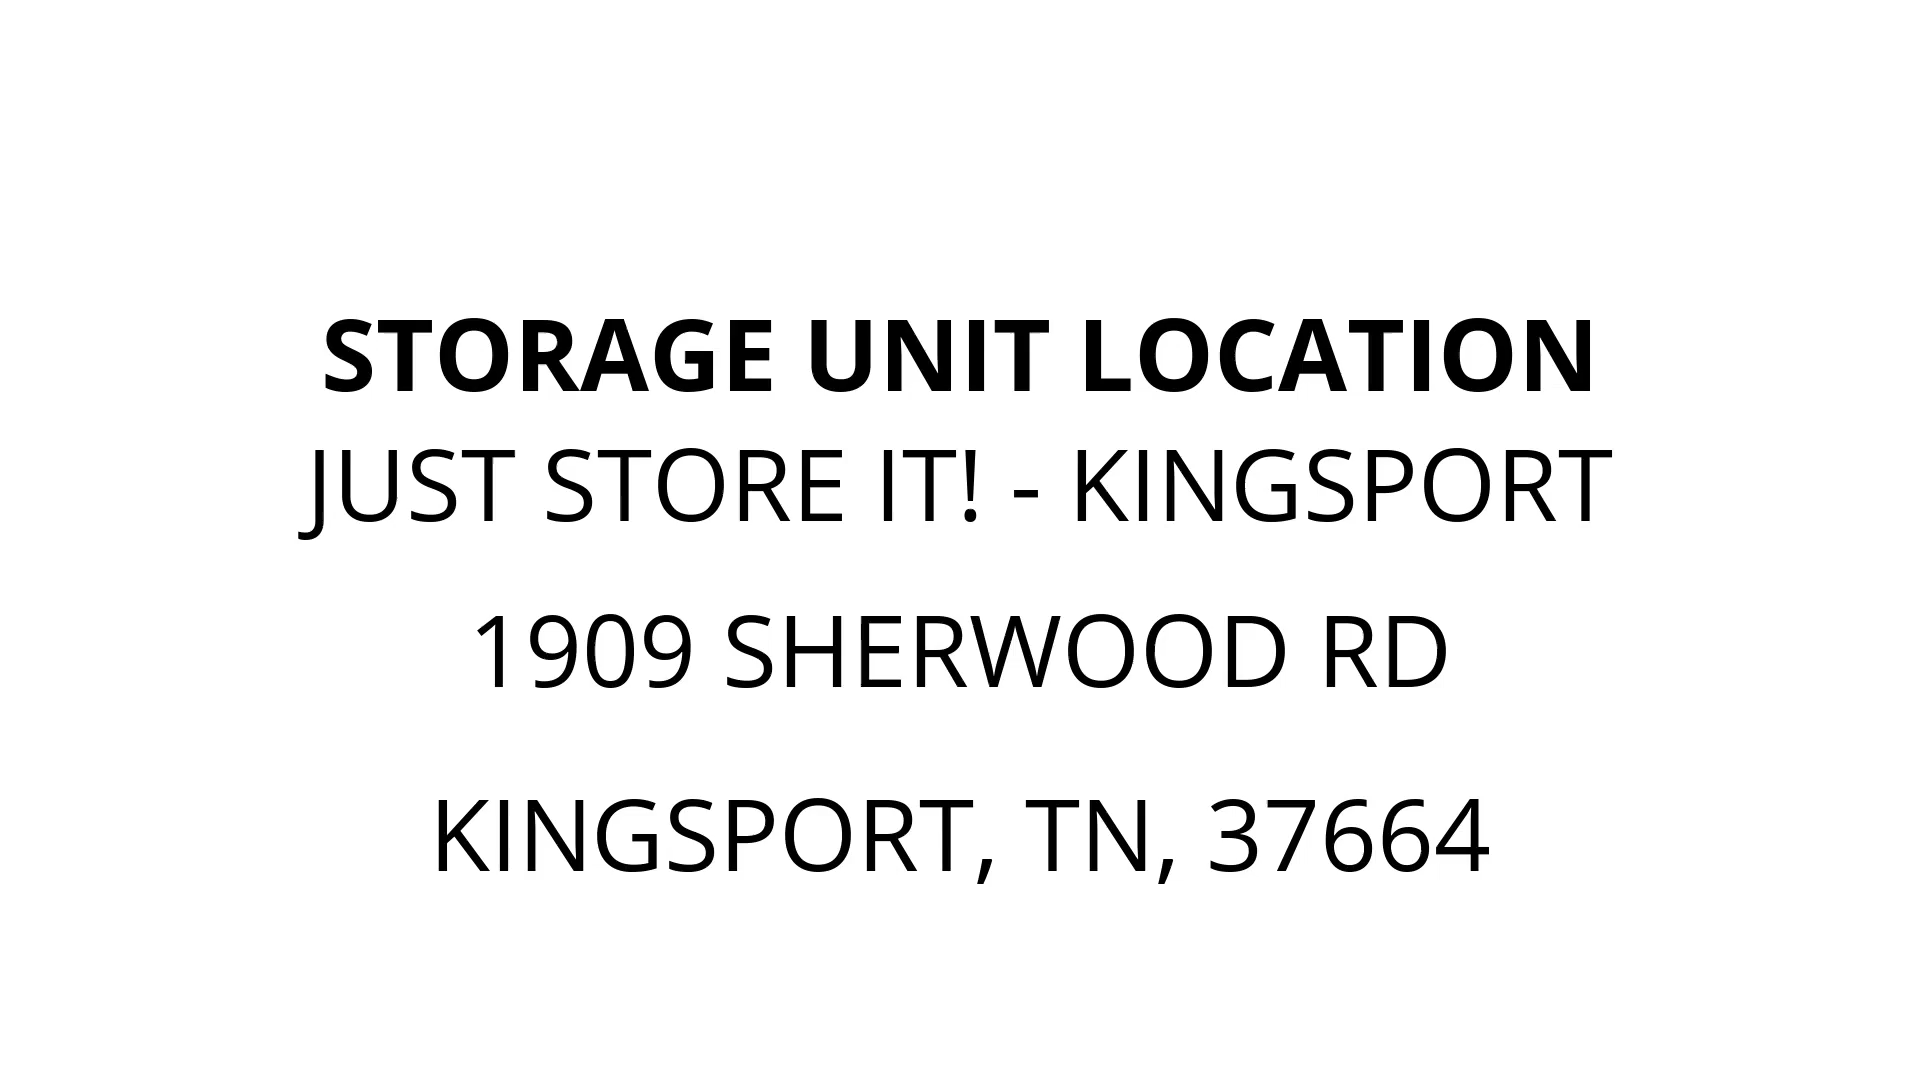 STORAGE UNIT LOCATION
JUST STORE IT! - KINGSPORT
1909 SHERWOOD RD
KINGSPORT, TN, 37664